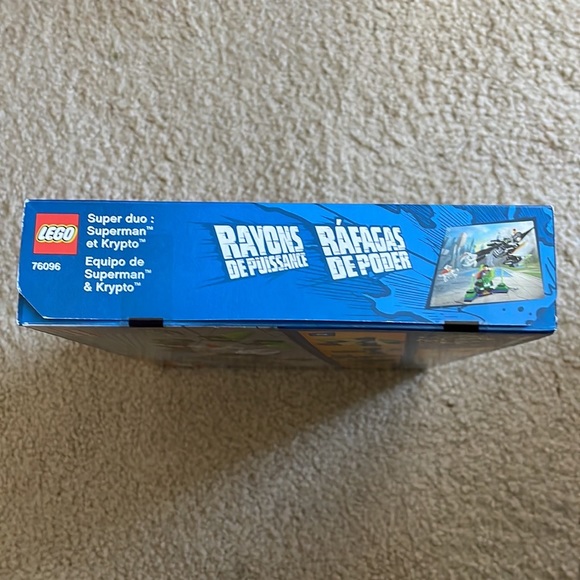 LEGO
76096
Super duo :
Superman™
et Krypto™
Equipo de
Superman™
& Krypto™
RAYONS
DE PUISSANCE
RÁFAGAS
DE PODER